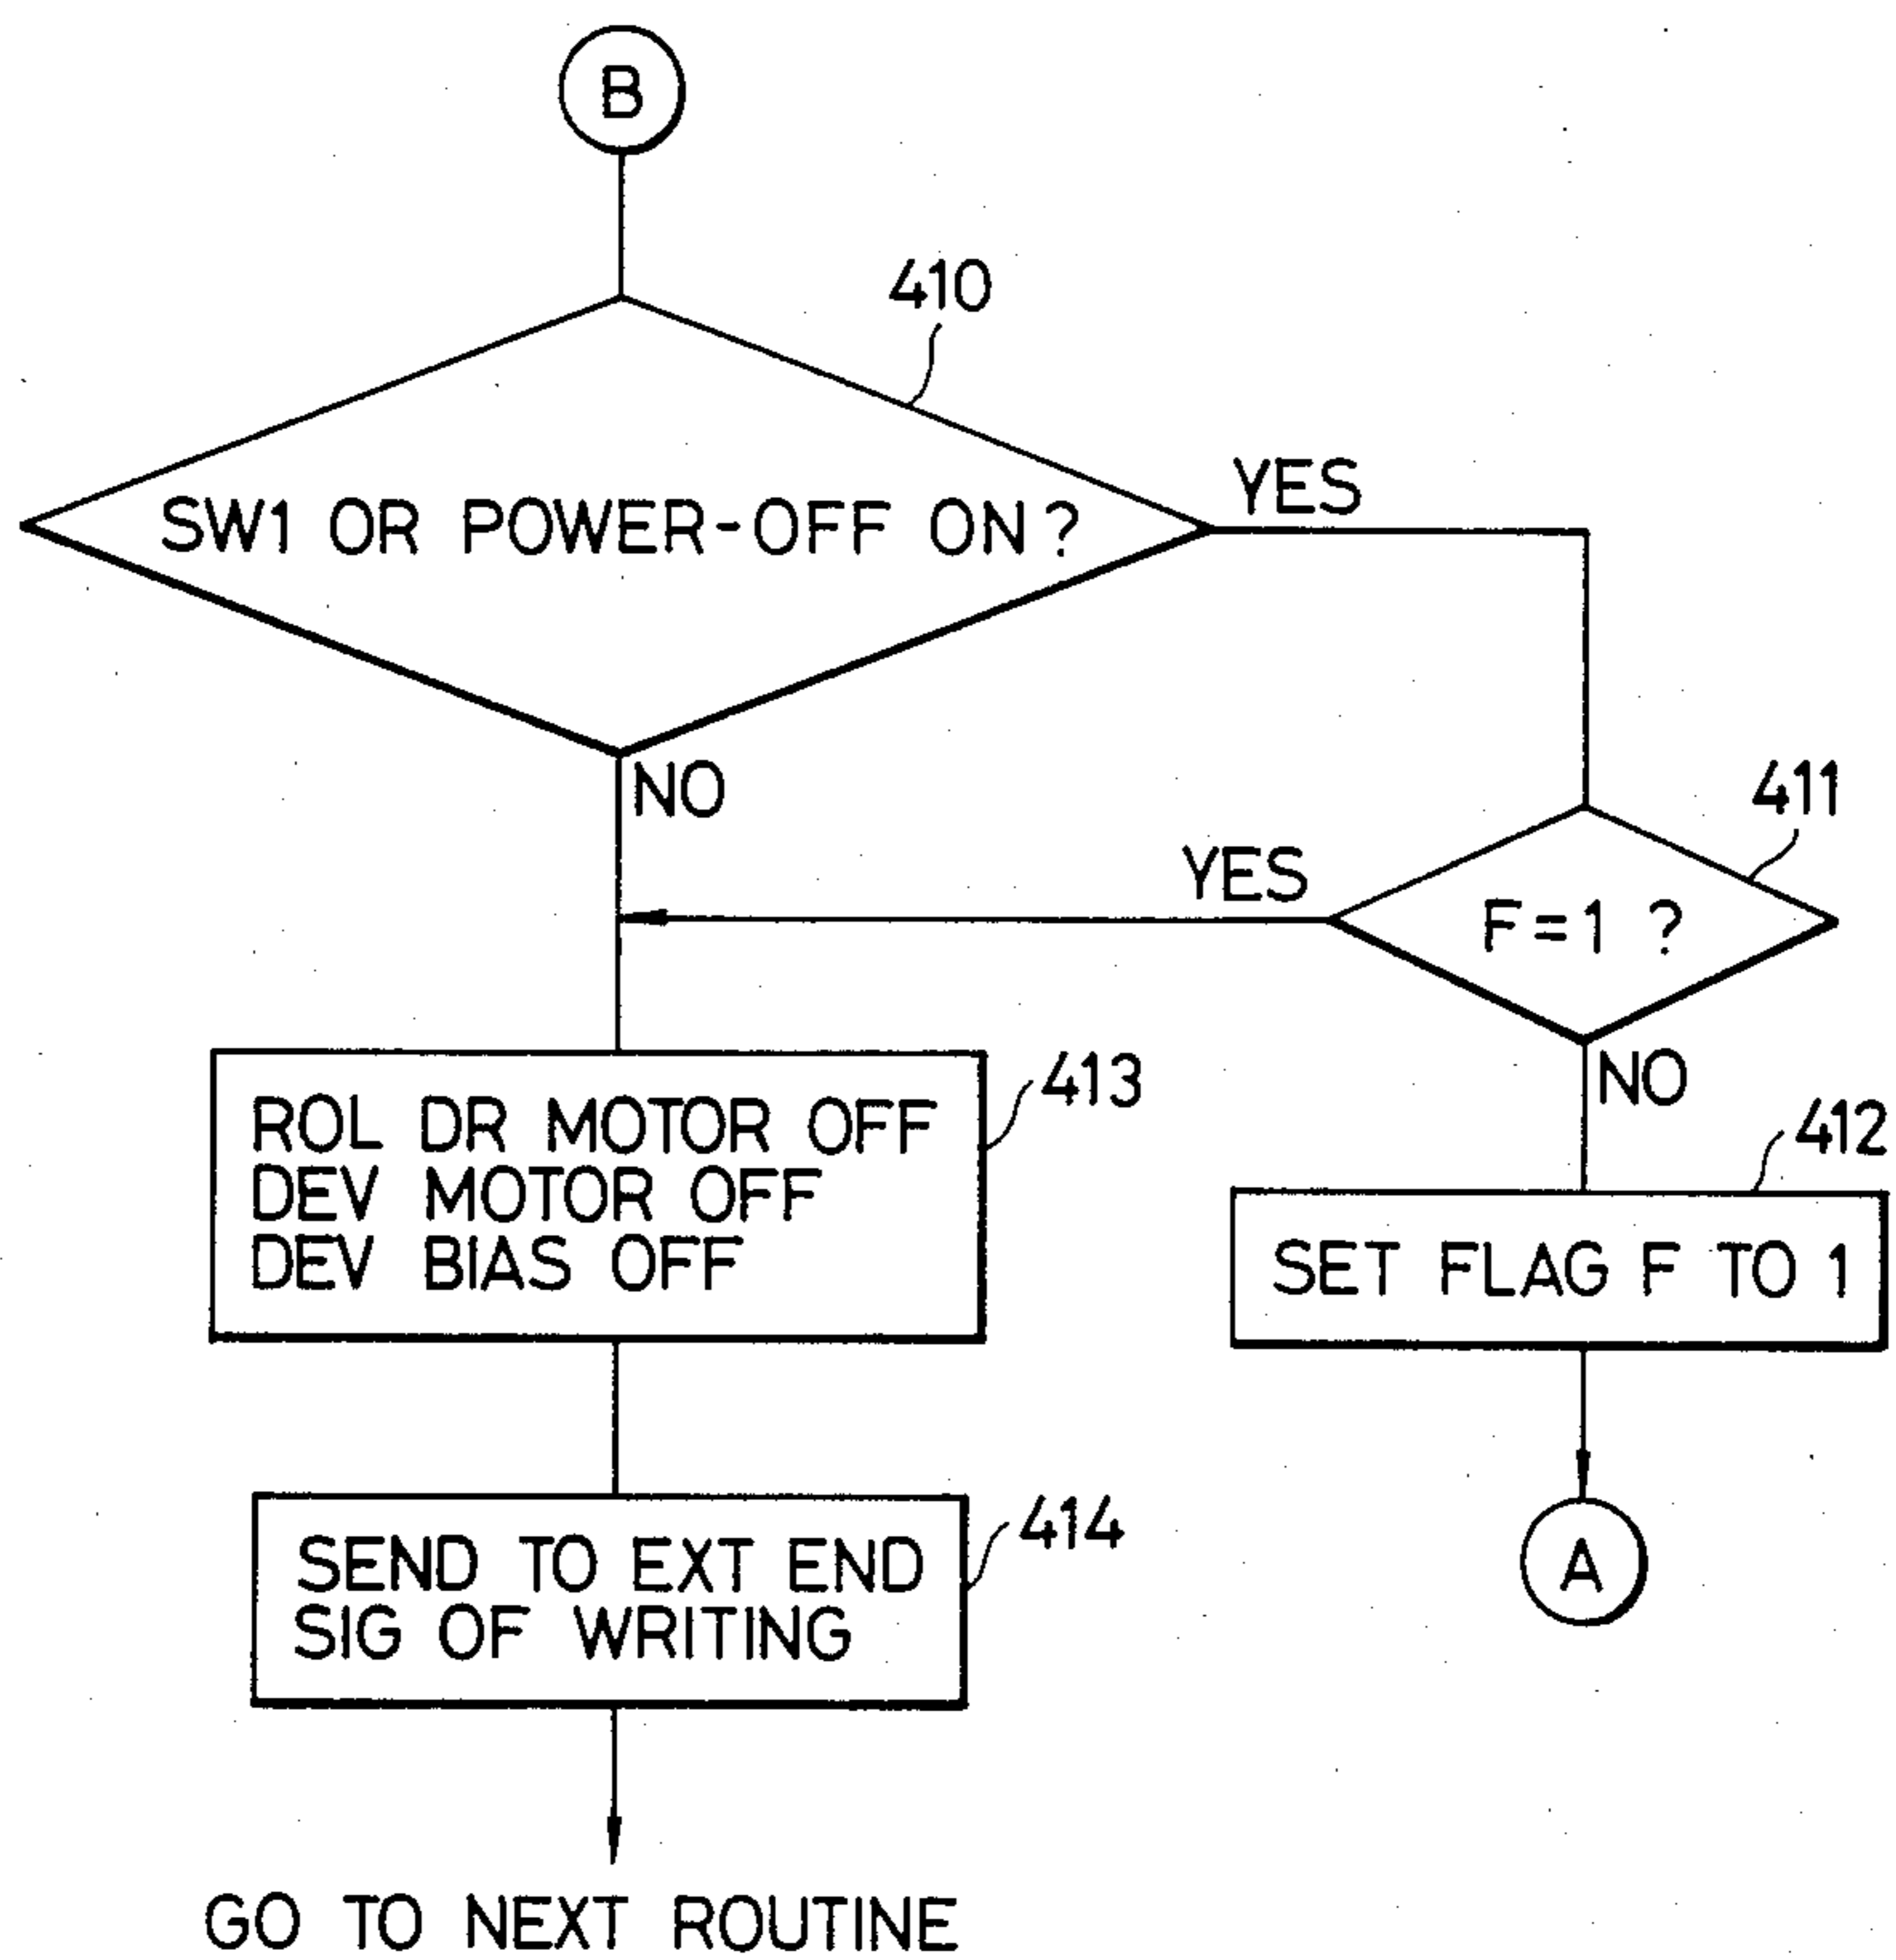 B
410
SW1 OR POWER-OFF ON?
YES
NO
411
YES
F=1 ?
NO
413
ROL DR MOTOR OFF
DEV MOTOR OFF
DEV BIAS OFF
412
SET FLAG F TO 1
414
SEND TO EXT END
SIG OF WRITING
A
GO TO NEXT ROUTINE